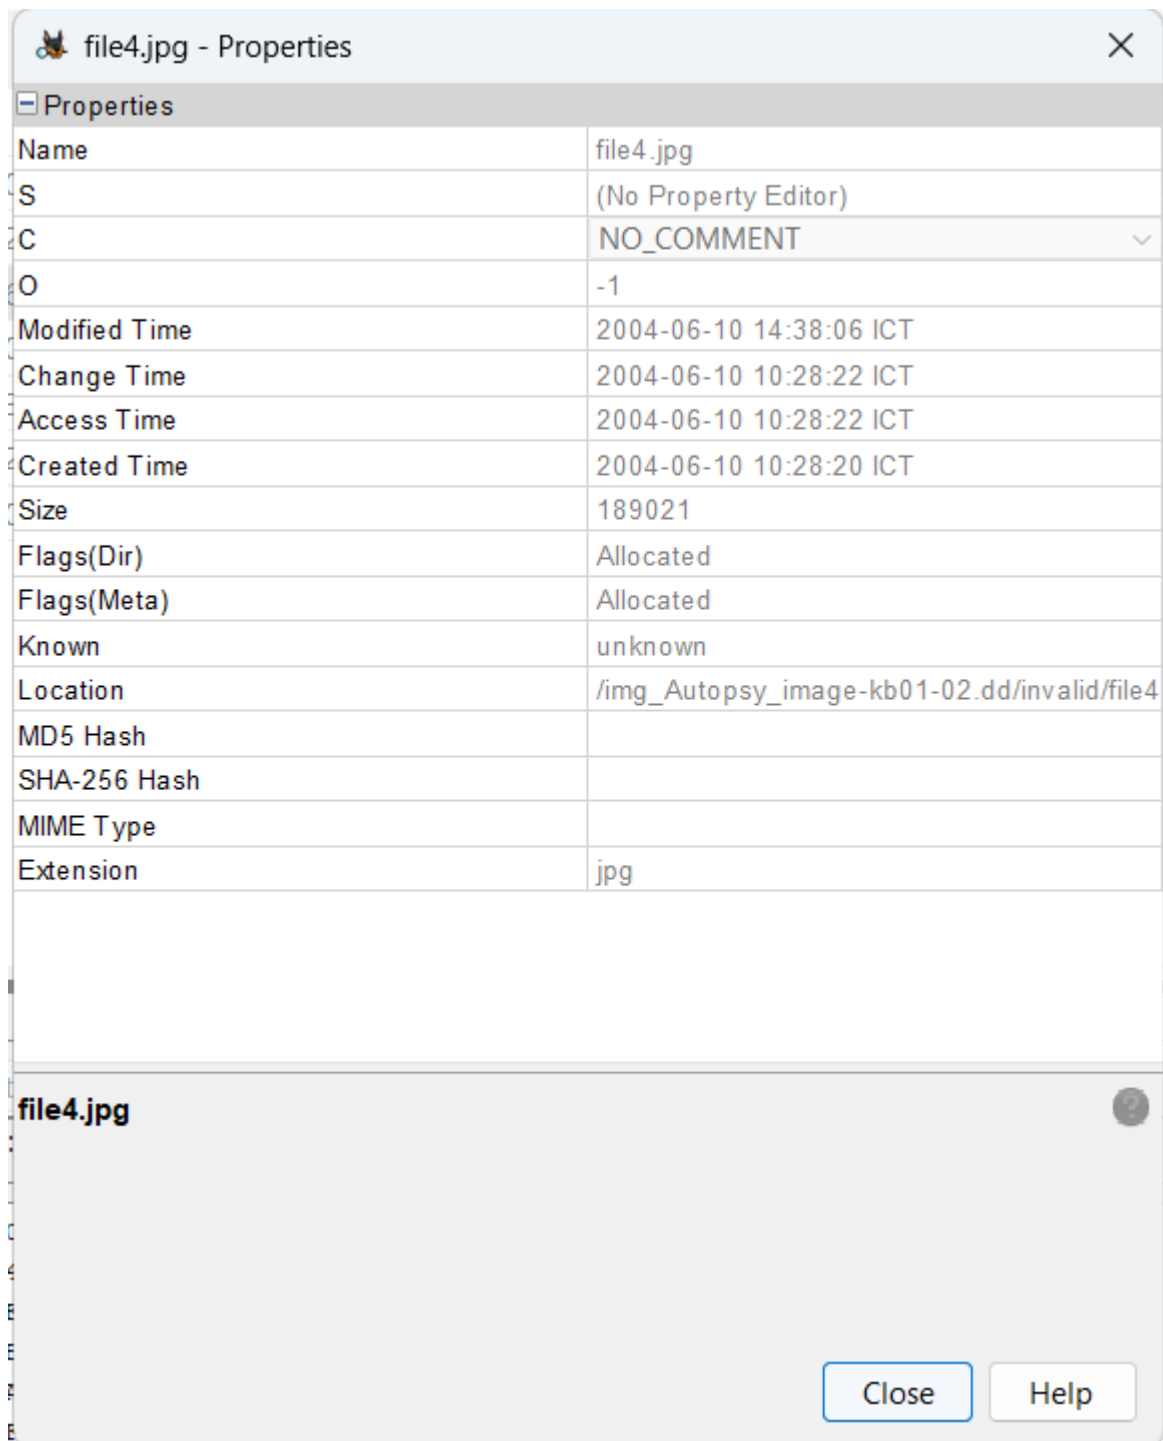 file4.jpg - Properties
Properties
Name file4.jpg
S (No Property Editor)
C NO_COMMENT
O -1
Modified Time 2004-06-10 14:38:06 ICT
Change Time 2004-06-10 10:28:22 ICT
Access Time 2004-06-10 10:28:22 ICT
Created Time 2004-06-10 10:28:20 ICT
Size 189021
Flags(Dir) Allocated
Flags(Meta) Allocated
Known unknown
Location /img_Autopsy_image-kb01-02.dd/invalid/file4
MD5 Hash
SHA-256 Hash
MIME Type
Extension jpg
file4.jpg
Close Help